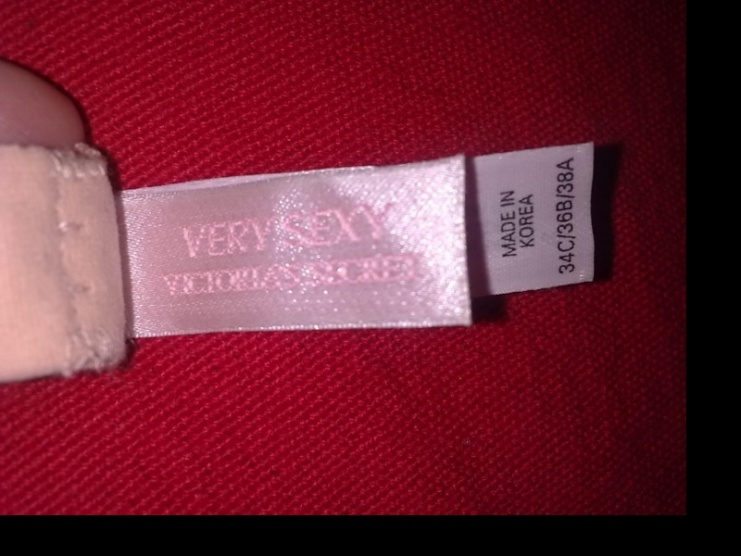 VERY SEXY
VICTORIA'S SECRET
MADE IN
KOREA
34C/36B/38A